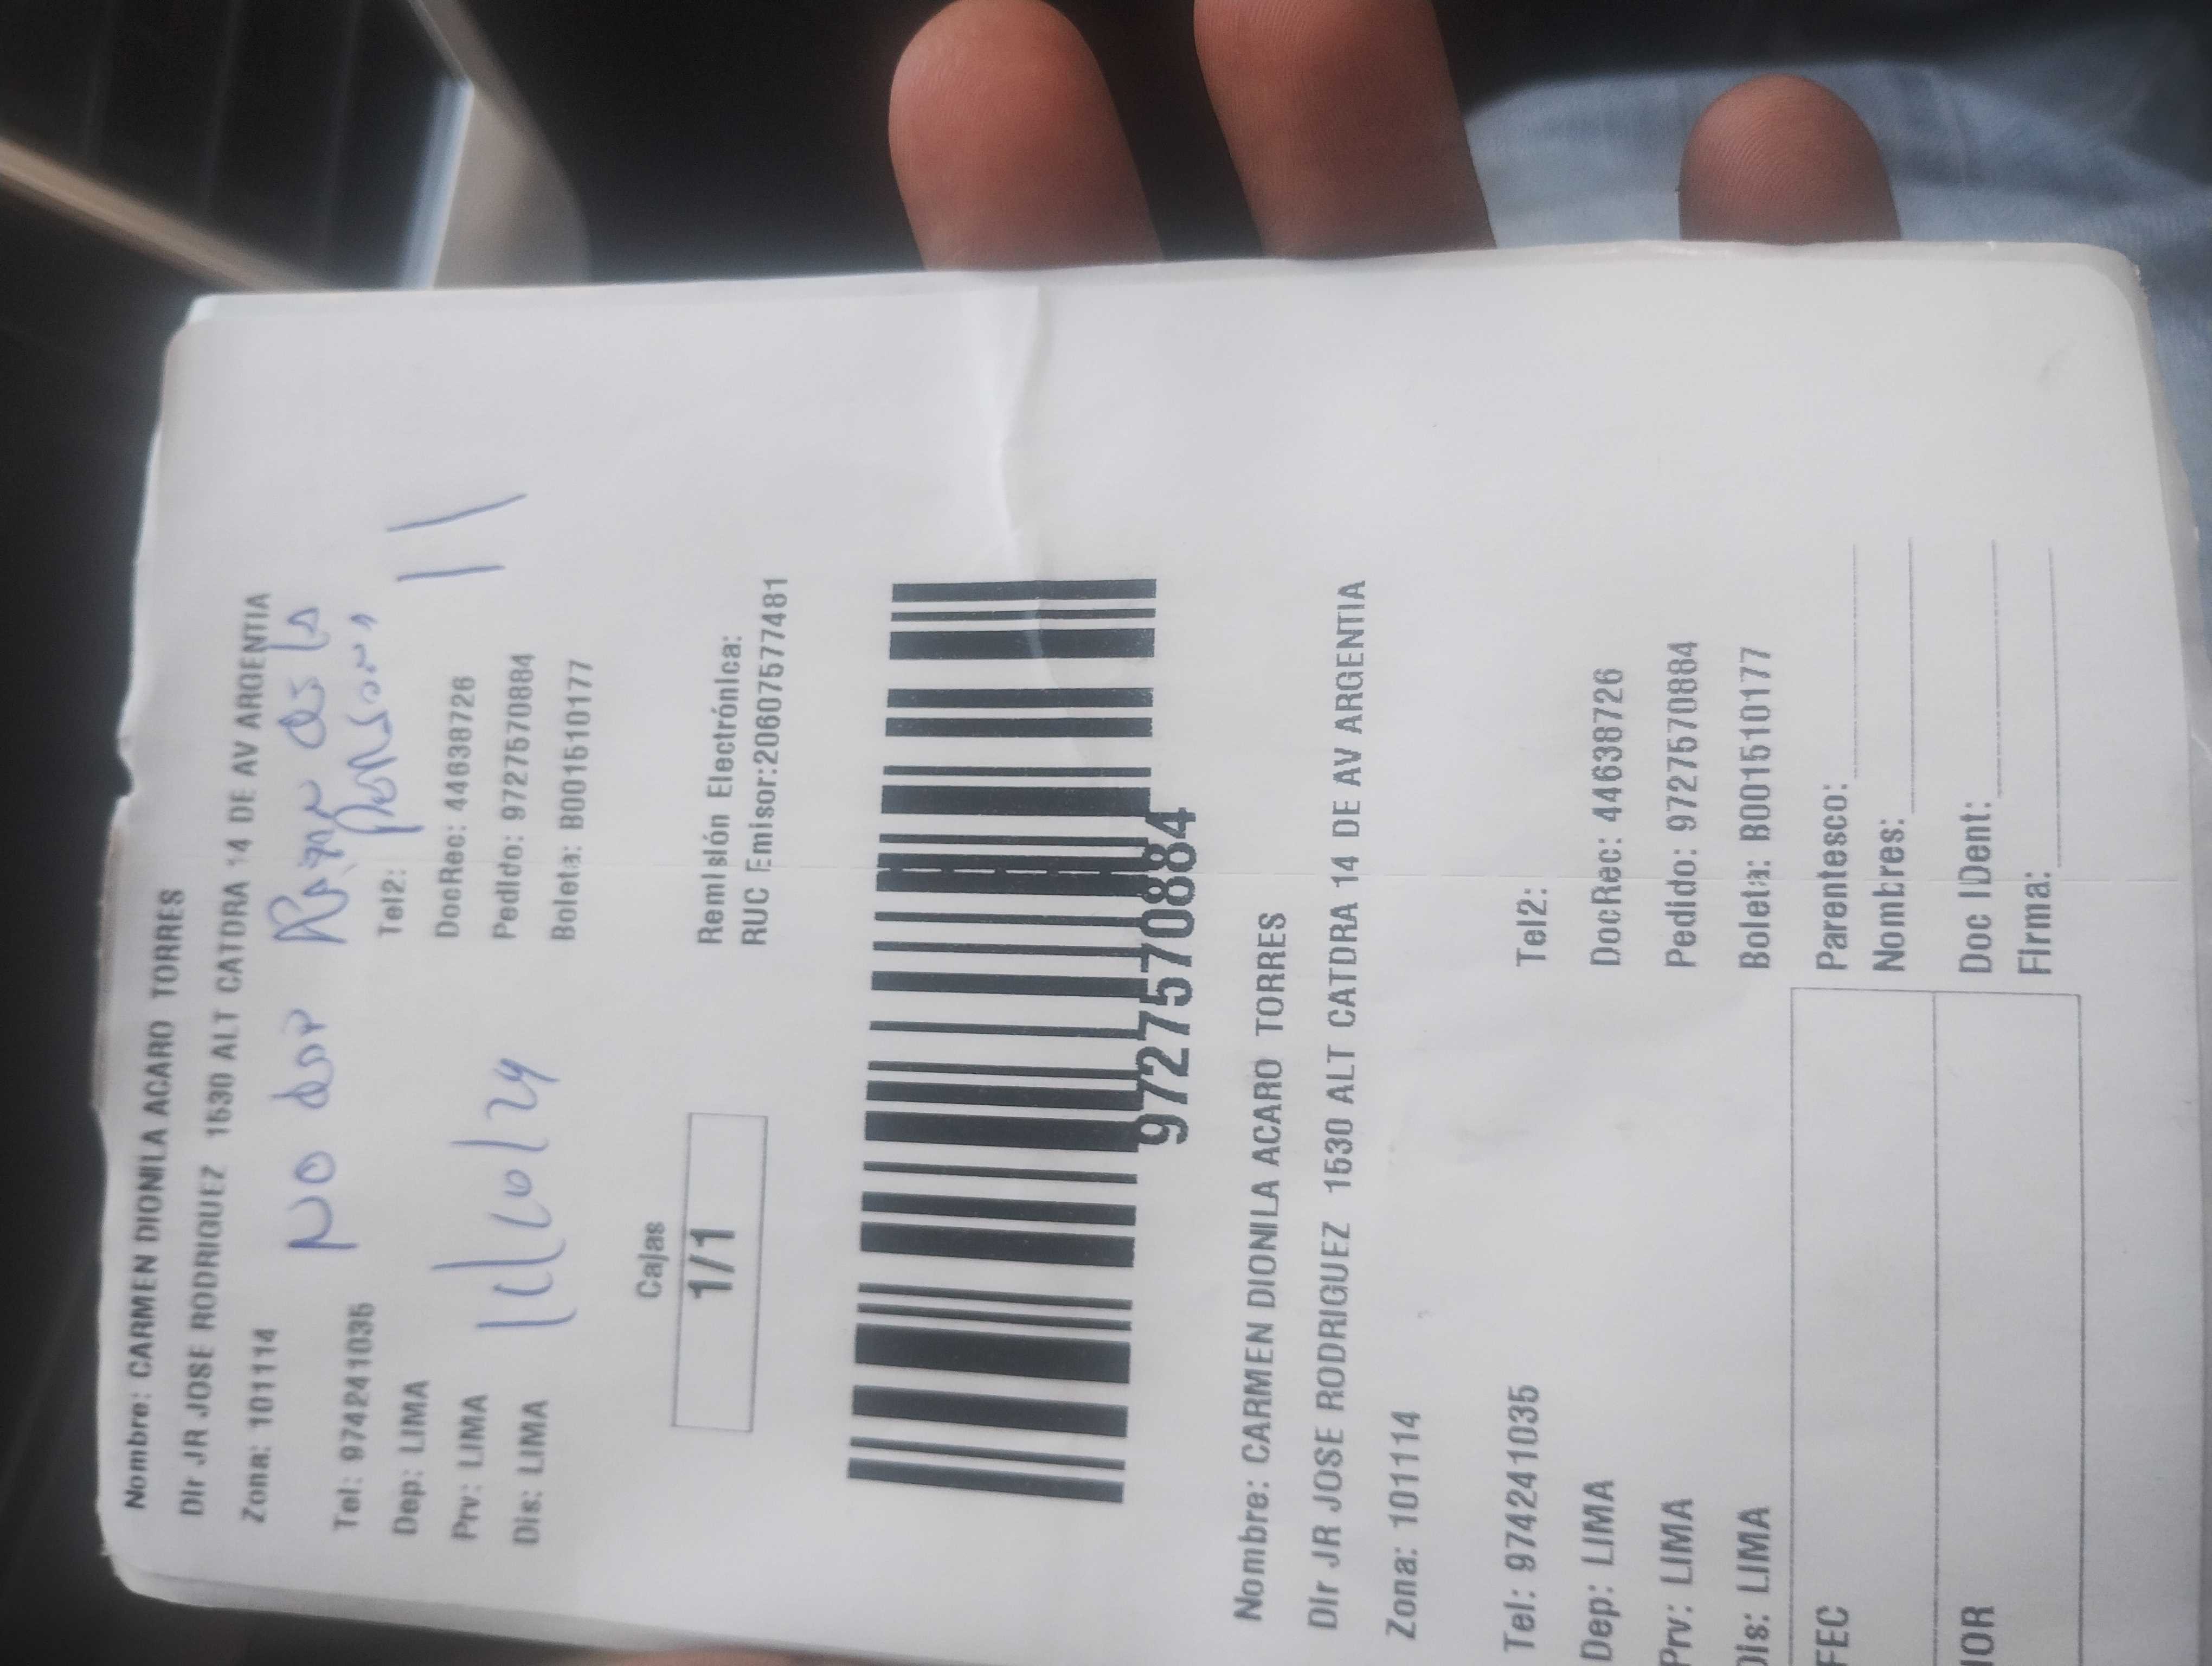 Nombre: CARMEN DIONILA ACARO TORRES
DIr JR JOSE RODRIGUEZ 1530 ALT CATDRA 14 DE AV ARGENTIA
Zona: 101114
NO dar de la
Tel: 974241035 Tel2:
Dep: LIMA DocRec: 44638726
Prv: LIMA Pedido: 9727570884
Dis: LIMA Boleta: B001510177
Cajas
1/1
Remisión Electrónica:
RUC Emisor:20607577481
9727570884
Nombre: CARMEN DIONILA ACARO TORRES
DIr JR JOSE RODRIGUEZ 1530 ALT CATDRA 14 DE AV ARGENTIA
Zona: 101114
Tel: 974241035 Tel2:
Dep: LIMA DocRec: 44638726
Prv: LIMA Pedido: 9727570884
Dis: LIMA Boleta: B001510177
FEC Parentesco:
Nombres:
IOR Doc IDent:
Firma: